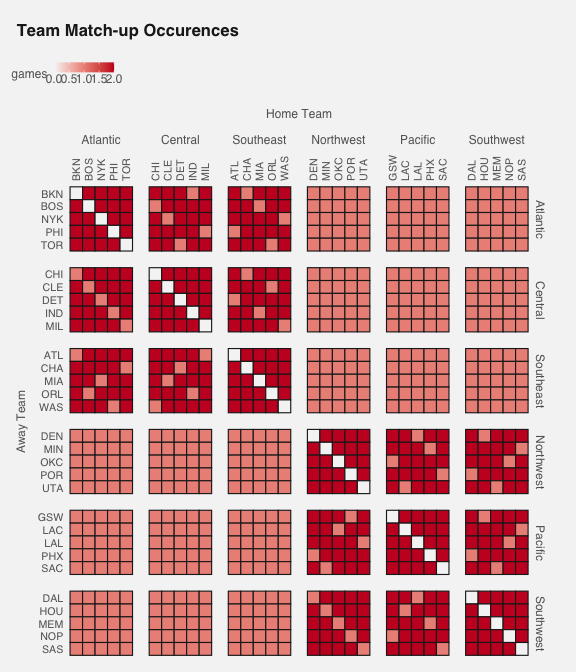 Team Match-up Occurences
games
0.0 0.5 1.0 1.5 2.0
Home Team
Atlantic Central Southeast Northwest Pacific Southwest
BKN BOS NYK PHI TOR CHI CLE DET IND MIL ATL CHA MIA ORL WAS DEN MIN OKC POR UTA GSW LAC LAL PHX SAC DAL HOU MEM NOP SAS
Away Team
BKN
BOS
NYK
PHI
TOR
Atlantic
CHI
CLE
DET
IND
MIL
Central
ATL
CHA
MIA
ORL
WAS
Southeast
DEN
MIN
OKC
POR
UTA
Northwest
GSW
LAC
LAL
PHX
SAC
Pacific
DAL
HOU
MEM
NOP
SAS
Southwest